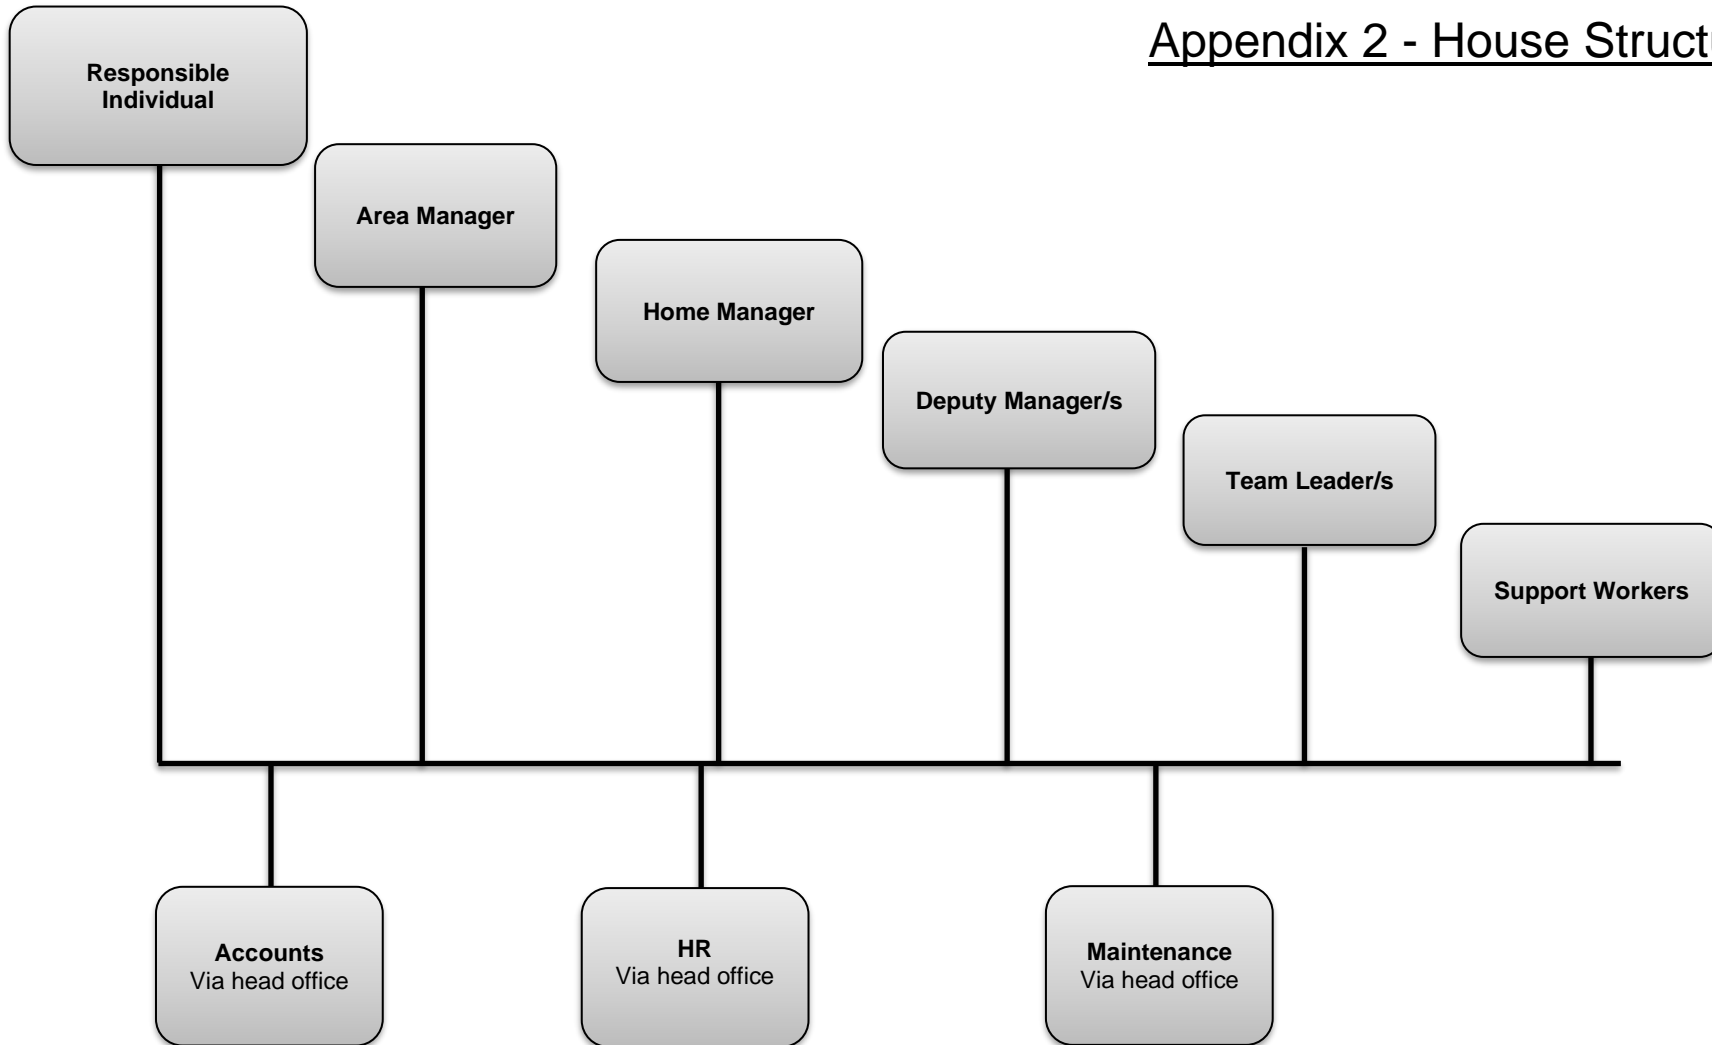 Appendix 2 - House
Responsible
Individual
Area Manager
Home Manager
Deputy Manager/s
Team Leader/s
Support Workers
Accounts
Via head office
HR
Via head office
Maintenance
Via head office